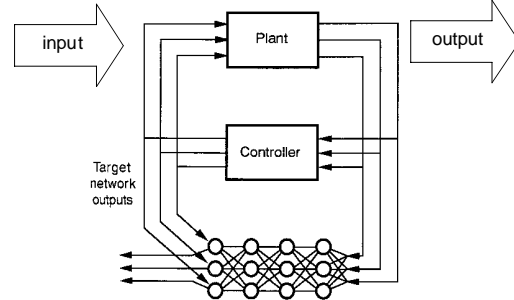 input
Plant
output
Controller
Target
network
outputs